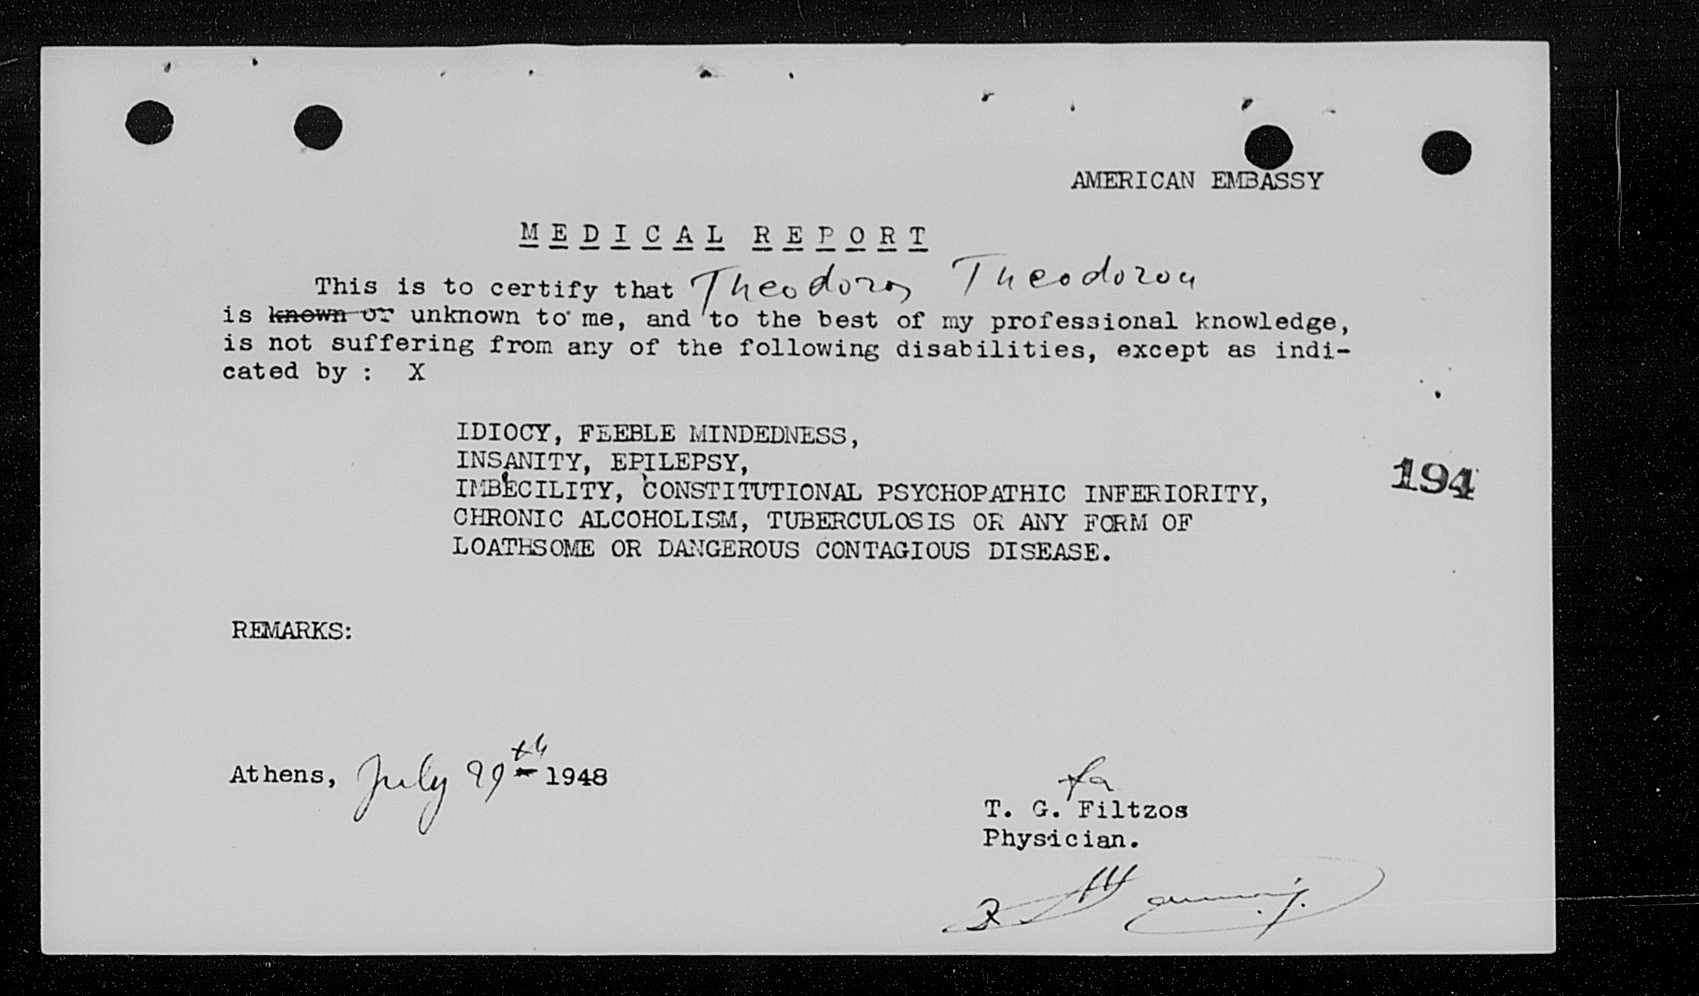 AMERICAN EMBASSY
MEDICAL REPORT
This is to certify that Theodoros Theodorou
is known or unknown to me, and to the best of my professional knowledge,
is not suffering from any of the following disabilities, except as indi-
cated by : X
IDIOCY, FEEBLE MINDEDNESS,
INSANITY, EPILEPSY,
IMBECILITY, CONSTITUTIONAL PSYCHOPATHIC INFERIORITY,
CHRONIC ALCOHOLISM, TUBERCULOSIS OR ANY FORM OF
LOATHSOME OR DANGEROUS CONTAGIOUS DISEASE.
194
REMARKS:
Athens, July 29th 1948
T. G. Filtzos
Physician.